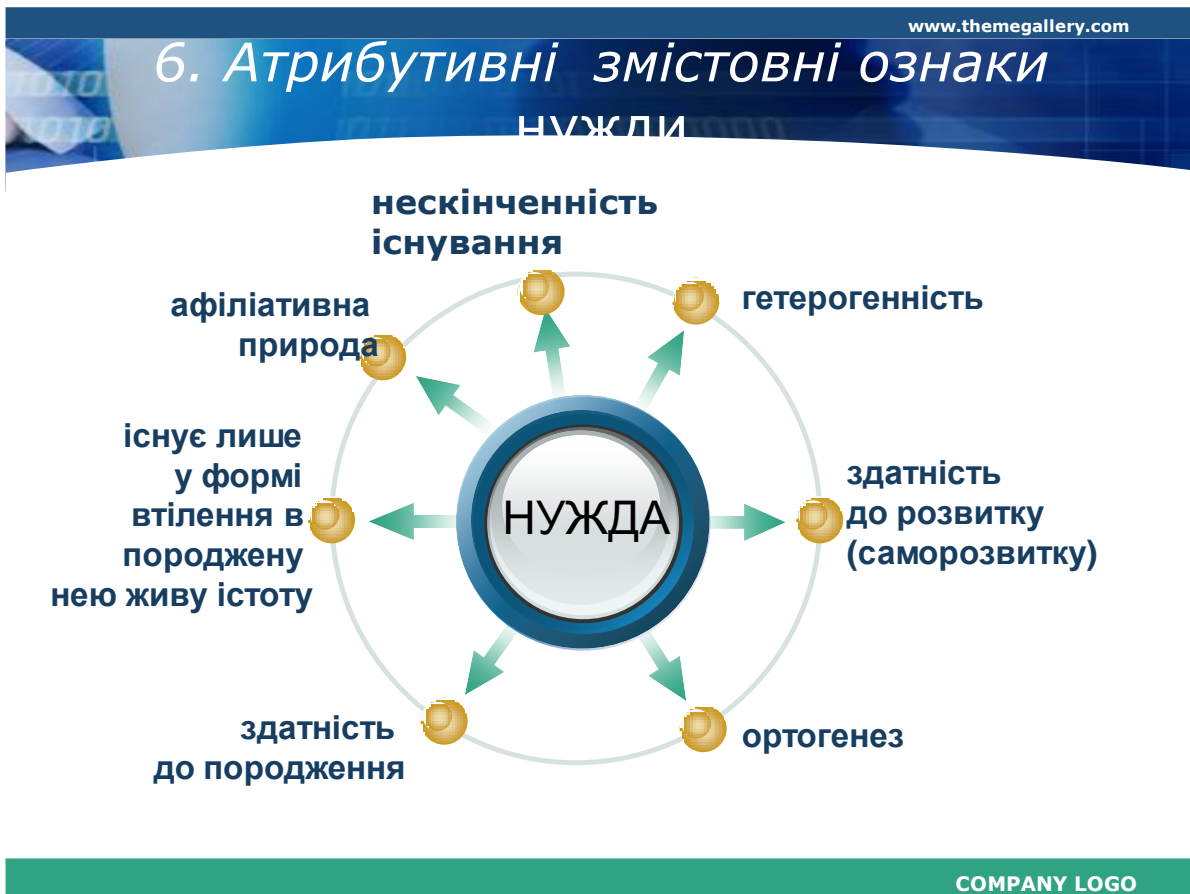 www.themegallery.com
6. Атрибутивні змістовні ознаки
нужди
нескінченність
існування
гетерогенність
афіліативна
природа
існує лише
у формі
втілення в
породжену
нею живу істоту
НУЖДА
здатність
до розвитку
(саморозвитку)
здатність
до породження
ортогенез
COMPANY LOGO